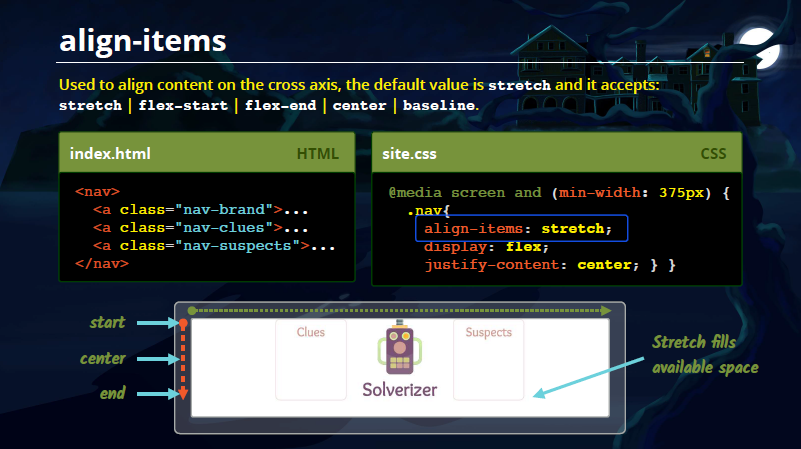 align-items
Used to align content on the cross axis, the default value is stretch and it accepts:
stretch | flex-start | flex-end | center | baseline.
index.html HTML
<nav>
<a class="nav-brand">...
<a class="nav-clues">...
<a class="nav-suspects">...
</nav>
site.css CSS
@media screen and (min-width: 375px) {
.nav{
align-items: stretch;
display: flex;
justify-content: center; } }
start
center
end
Clues
Solverizer
Suspects
Stretch fills
available space